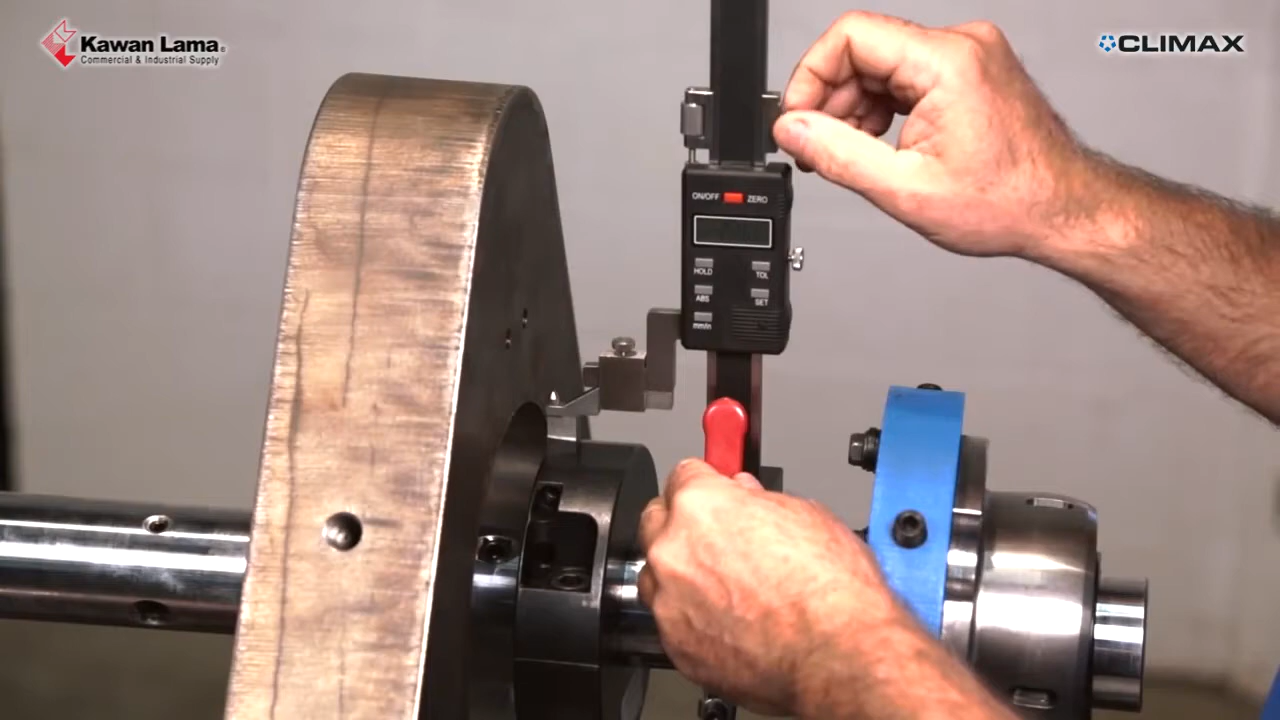 Kawan Lama
Commercial & Industrial Supply
CLIMAX
ON/OFF ZERO
HOLD TOL
ABS SET
mm/in